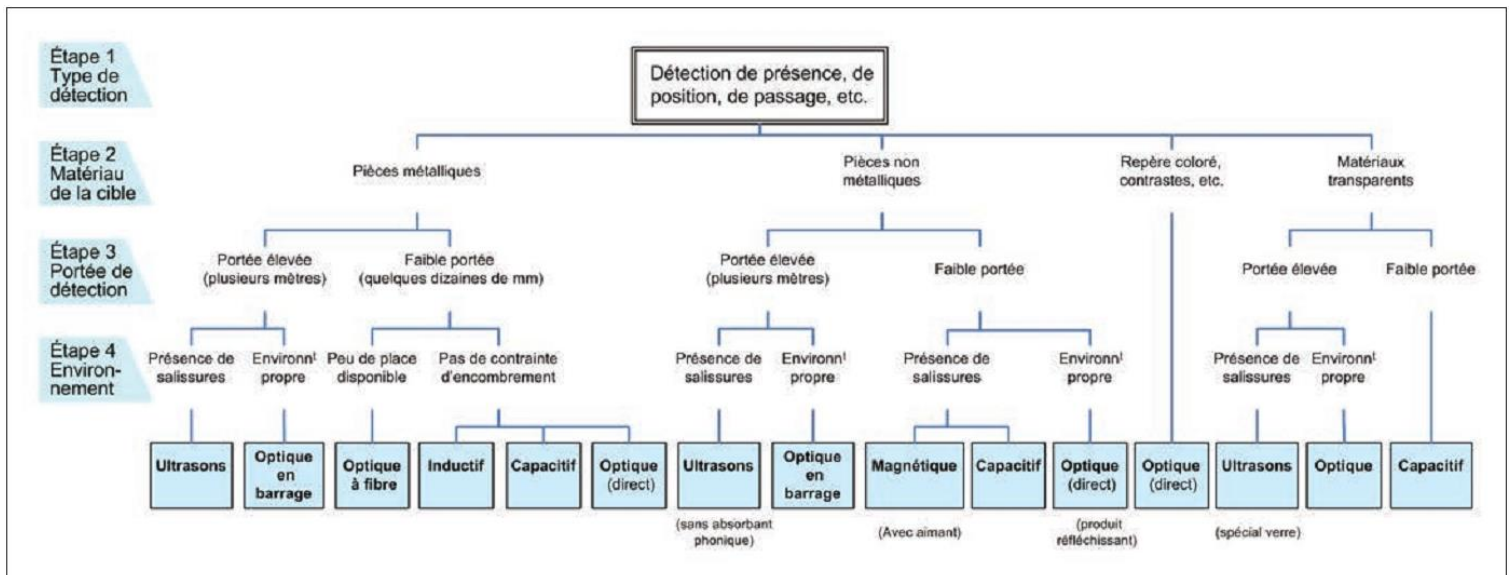 Étape 1
Type de
détection
Détection de présence, de
position, de passage, etc.
Étape 2
Matériau
de la cible
Pièces métalliques
Pièces non
métalliques
Repère coloré,
contrastes, etc.
Matériaux
transparents
Étape 3
Portée de
détection
Portée élevée
(plusieurs mètres)
Faible portée
(quelques dizaines de mm)
Portée élevée
(plusieurs mètres)
Faible portée
Portée élevée
Faible portée
Étape 4
Environ-
nement
Présence de
salissures
Environnt
propre
Peu de place
disponible
Pas de contrainte
d'encombrement
Présence de
salissures
Environnt
propre
Présence de
salissures
Environnt
propre
Présence de
salissures
Environnt
propre
Ultrasons
Optique
en
barrage
Optique
à fibre
Inductif
Capacitif
Optique
(direct)
Ultrasons
Optique
en
barrage
Magnétique
Capacitif
Optique
(direct)
Optique
(direct)
Ultrasons
Optique
Capacitif
(sans absorbant
phonique)
(Avec aimant)
(produit
réfléchissant)
(spécial verre)